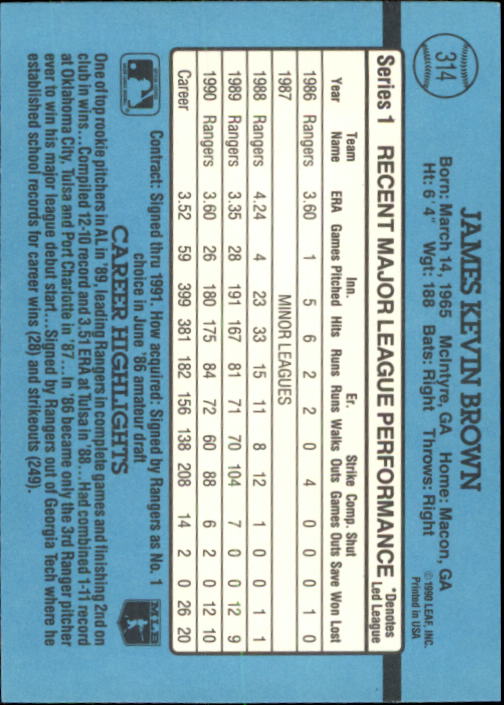 314
JAMES KEVIN BROWN
Born: March 14, 1965 McIntyre, GA Home: Macon, GA
Ht: 6' 4" Wgt: 188 Bats: Right Throws: Right
©1990 LEAF, INC.
Printed in USA
Series 1 RECENT MAJOR LEAGUE PERFORMANCE *Denotes Led League
Year Team Name ERA Games Inn. Pitched Hits Runs Er. Runs Walks Strike Outs Comp. Games Shut Outs Save Won Lost
1986 Rangers 3.60 1 5 6 2 2 0 4 0 0 0 1 0
1987 MINOR LEAGUES
1988 Rangers 4.24 4 23 33 15 11 8 12 1 0 0 1 1
1989 Rangers 3.35 28 191 167 81 71 70 104 7 0 0 12 9
1990 Rangers 3.60 26 180 175 84 72 60 88 6 2 0 12 10
Career 3.52 59 399 381 182 156 138 208 14 2 0 26 20
Contract: Signed thru 1991. How acquired: Signed by Rangers as No. 1
choice in June '86 amateur draft
CAREER HIGHLIGHTS
MLB
One of top rookie pitchers in AL in '89, leading Rangers in complete games and finishing 2nd on
club in wins...Compiled 12-10 record and 3.51 ERA at Tulsa in '88...Had combined 1-11 record
at Oklahoma City, Tulsa and Port Charlotte in '87...In '86 became only the 3rd Ranger pitcher
ever to win his major league debut start...Signed by Rangers out of Georgia Tech where he
established school records for career wins (28) and strikeouts (249).